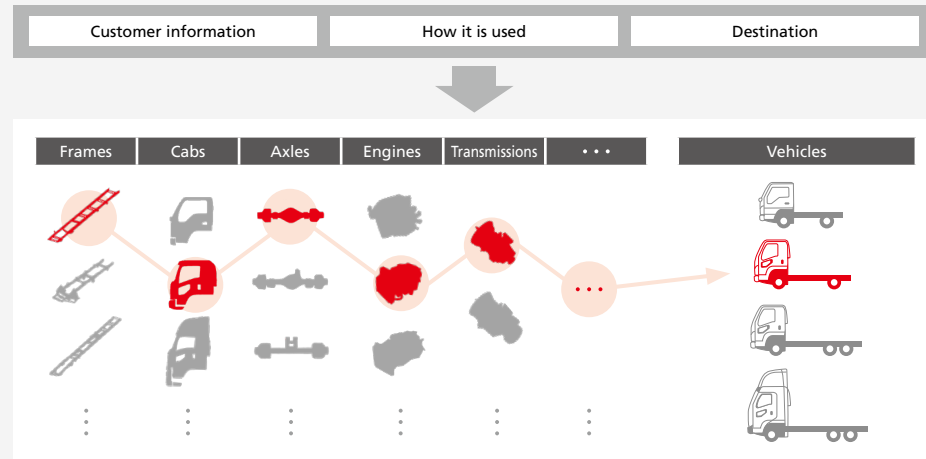 Customer information
How it is used
Destination
Frames
Cabs
Axles
Engines
Transmissions
• • •
Vehicles
• • •